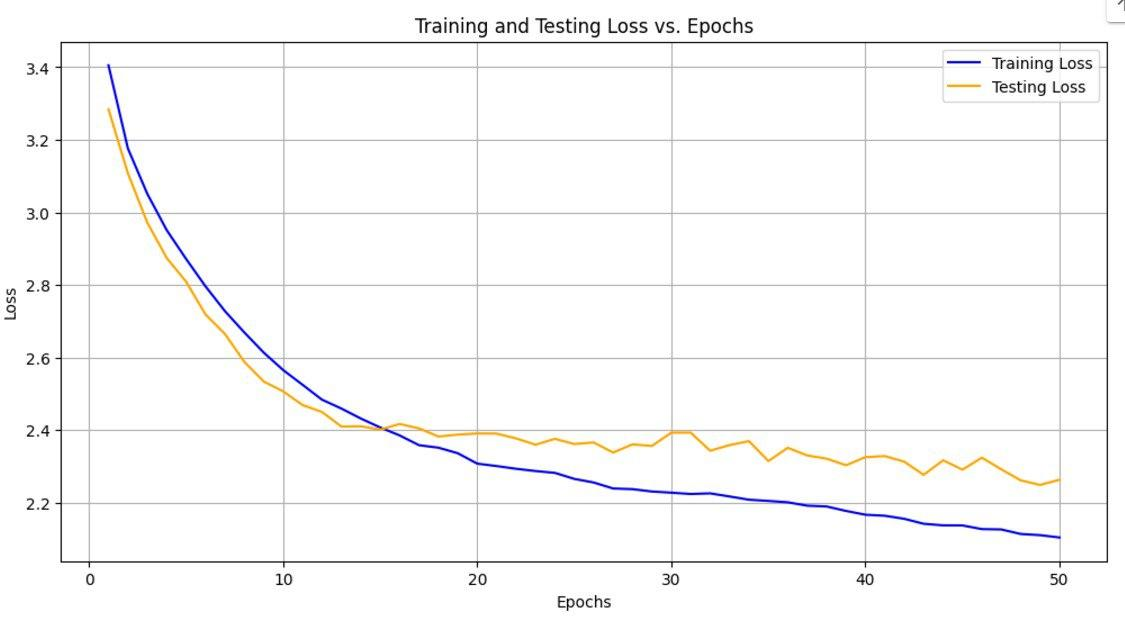 Training and Testing Loss vs. Epochs
Training Loss
Testing Loss
3.4
3.2
3.0
2.8
2.6
2.4
2.2
Loss
0 10 20 30 40 50
Epochs